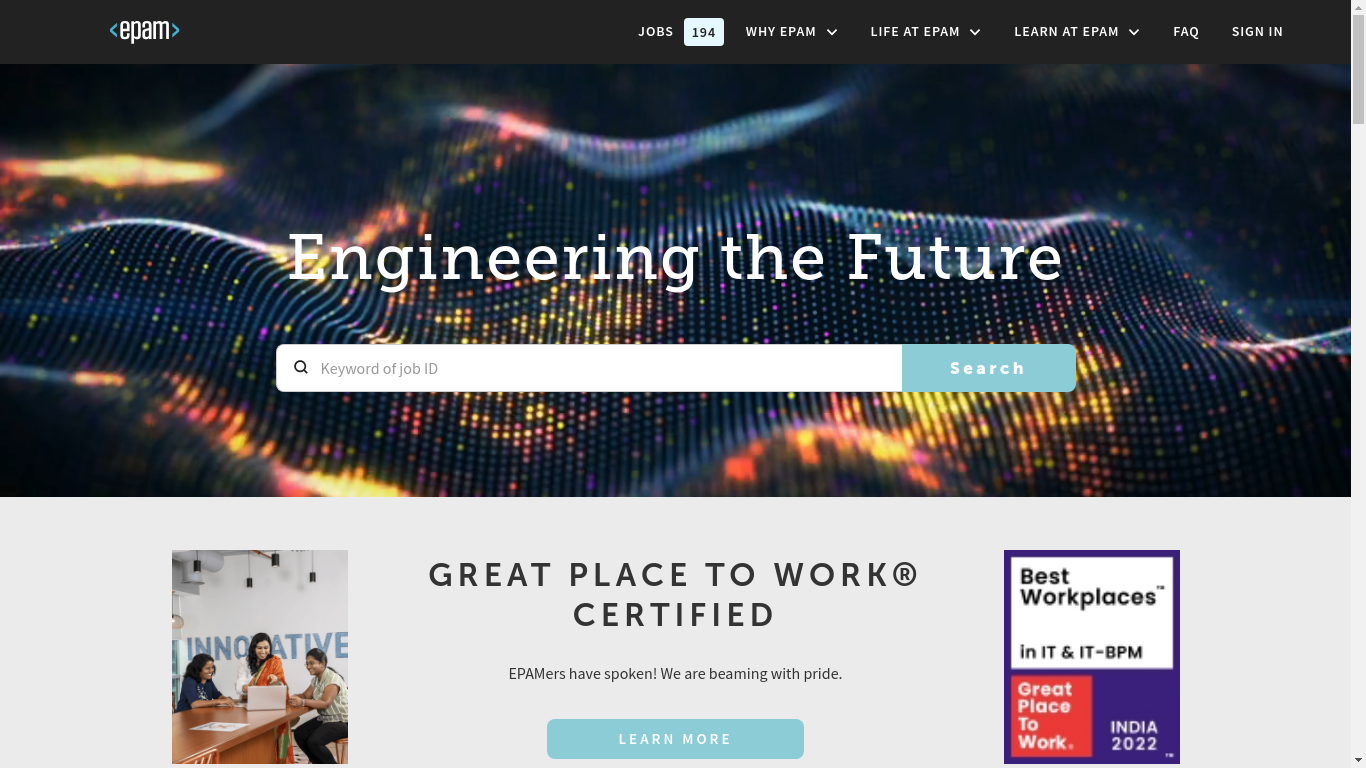 <epam>
JOBS 194 WHY EPAM LIFE AT EPAM LEARN AT EPAM FAQ SIGN IN
Engineering the Future
Keyword of job ID Search
INNOVATIVE
GREAT PLACE TO WORK®
CERTIFIED
EPAMers have spoken! We are beaming with pride.
LEARN MORE
Best
Workplaces™
in IT & IT-BPM
Great
Place
To
Work.
INDIA
2022
™